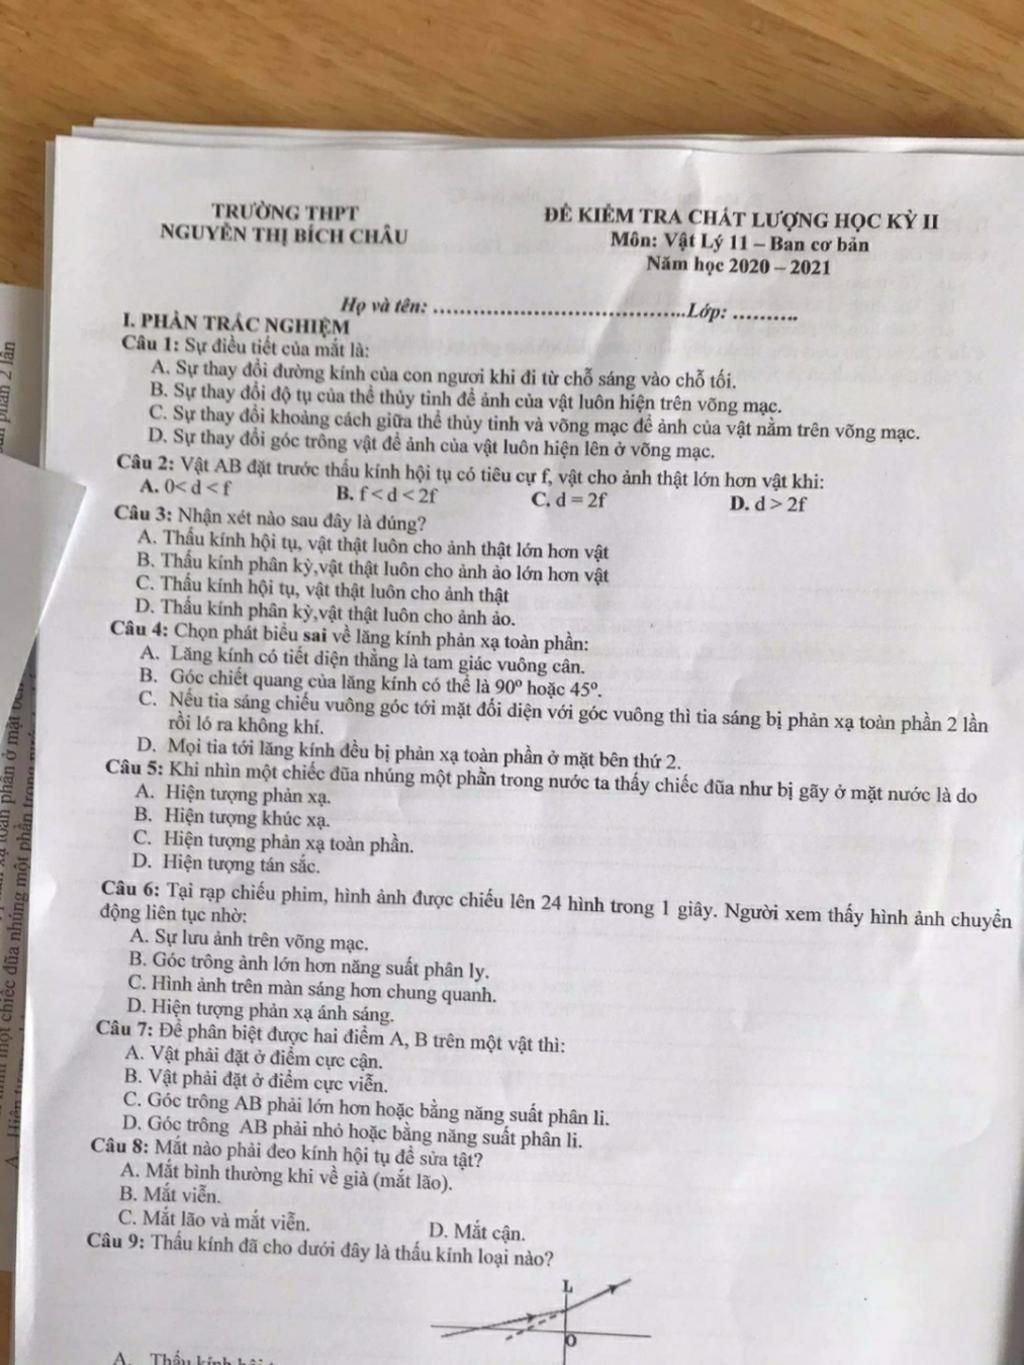 TRƯỜNG THPT
NGUYỄN THỊ BÍCH CHÂU
ĐỀ KIỂM TRA CHẤT LƯỢNG HỌC KỲ II
Môn: Vật Lý 11 – Ban cơ bản
Năm học 2020 – 2021
Họ và tên: ..........................................Lớp: ..........
I. PHẦN TRẮC NGHIỆM
Câu 1: Sự điều tiết của mắt là:
A. Sự thay đổi đường kính của con ngươi khi đi từ chỗ sáng vào chỗ tối.
B. Sự thay đổi độ tụ của thể thủy tinh để ảnh của vật luôn hiện trên võng mạc.
C. Sự thay đổi khoảng cách giữa thể thủy tinh và võng mạc để ảnh của vật nằm trên võng mạc.
D. Sự thay đổi góc trông vật để ảnh của vật luôn hiện lên ở võng mạc.
Câu 2: Vật AB đặt trước thấu kính hội tụ có tiêu cự f, vật cho ảnh thật lớn hơn vật khi:
A. 0< d < f B. f < d < 2f C. d = 2f D. d > 2f
Câu 3: Nhận xét nào sau đây là đúng?
A. Thấu kính hội tụ, vật thật luôn cho ảnh thật lớn hơn vật
B. Thấu kính phân kỳ,vật thật luôn cho ảnh ảo lớn hơn vật
C. Thấu kính hội tụ, vật thật luôn cho ảnh thật
D. Thấu kính phân kỳ,vật thật luôn cho ảnh ảo.
Câu 4: Chọn phát biểu sai về lăng kính phản xạ toàn phần:
A. Lăng kính có tiết diện thẳng là tam giác vuông cân.
B. Góc chiết quang của lăng kính có thể là 90º hoặc 45º.
C. Nếu tia sáng chiếu vuông góc tới mặt đối diện với góc vuông thì tia sáng bị phản xạ toàn phần 2 lần
rồi ló ra không khí.
D. Mọi tia tới lăng kính đều bị phản xạ toàn phần ở mặt bên thứ 2.
Câu 5: Khi nhìn một chiếc đũa nhúng một phần trong nước ta thấy chiếc đũa như bị gãy ở mặt nước là do
A. Hiện tượng phản xạ.
B. Hiện tượng khúc xạ.
C. Hiện tượng phản xạ toàn phần.
D. Hiện tượng tán sắc.
Câu 6: Tại rạp chiếu phim, hình ảnh được chiếu lên 24 hình trong 1 giây. Người xem thấy hình ảnh chuyển
động liên tục nhờ:
A. Sự lưu ảnh trên võng mạc.
B. Góc trông ảnh lớn hơn năng suất phân ly.
C. Hình ảnh trên màn sáng hơn chung quanh.
D. Hiện tượng phản xạ ánh sáng.
Câu 7: Để phân biệt được hai điểm A, B trên một vật thì:
A. Vật phải đặt ở điểm cực cận.
B. Vật phải đặt ở điểm cực viễn.
C. Góc trông AB phải lớn hơn hoặc bằng năng suất phân li.
D. Góc trông AB phải nhỏ hoặc bằng năng suất phân li.
Câu 8: Mắt nào phải đeo kính hội tụ để sửa tật?
A. Mắt bình thường khi về già (mắt lão).
B. Mắt viễn.
C. Mắt lão và mắt viễn. D. Mắt cận.
Câu 9: Thấu kính đã cho dưới đây là thấu kính loại nào?
L
O
A. Thấu kính
phần 2 lần
toàn phần ở mặt
một chiếc đũa nhúng một phần trong